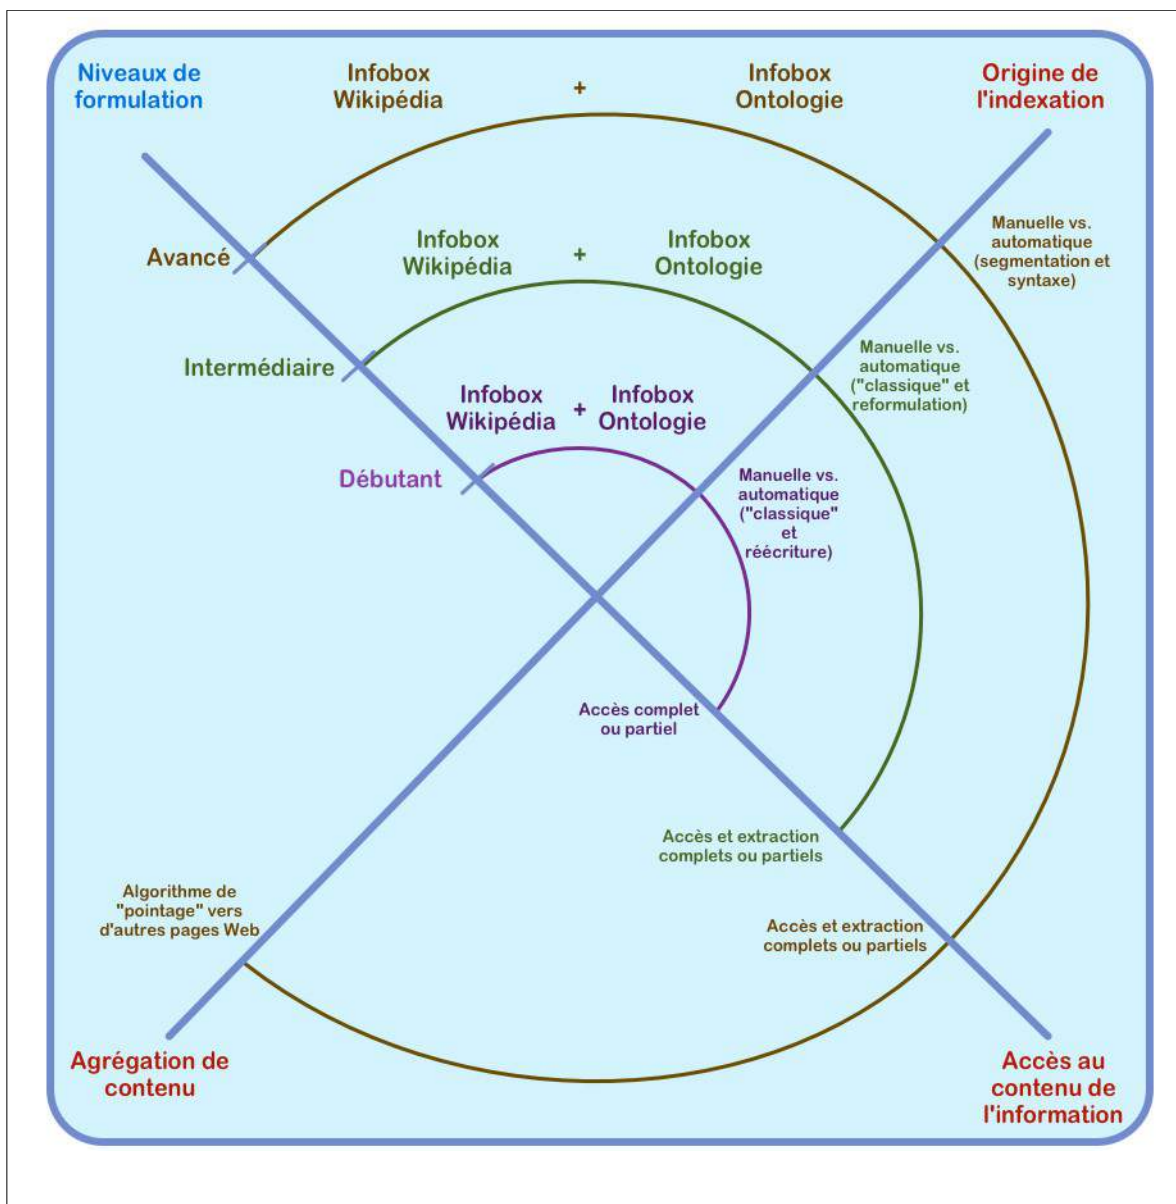 Niveaux de
formulation
Infobox
Wikipédia
+
Infobox
Ontologie
Origine de
l'indexation
Avancé
Infobox
Wikipédia
+
Infobox
Ontologie
Manuelle vs.
automatique
(segmentation et
syntaxe)
Intermédiaire
Manuelle vs.
automatique
("classique" et
reformulation)
Infobox
Wikipédia
+
Infobox
Ontologie
Débutant
Manuelle vs.
automatique
("classique"
et
réécriture)
Accès complet
ou partiel
Accès et extraction
complets ou partiels
Algorithme de
"pointage" vers
d'autres pages Web
Accès et extraction
complets ou partiels
Agrégation de
contenu
Accès au
contenu de
l'information